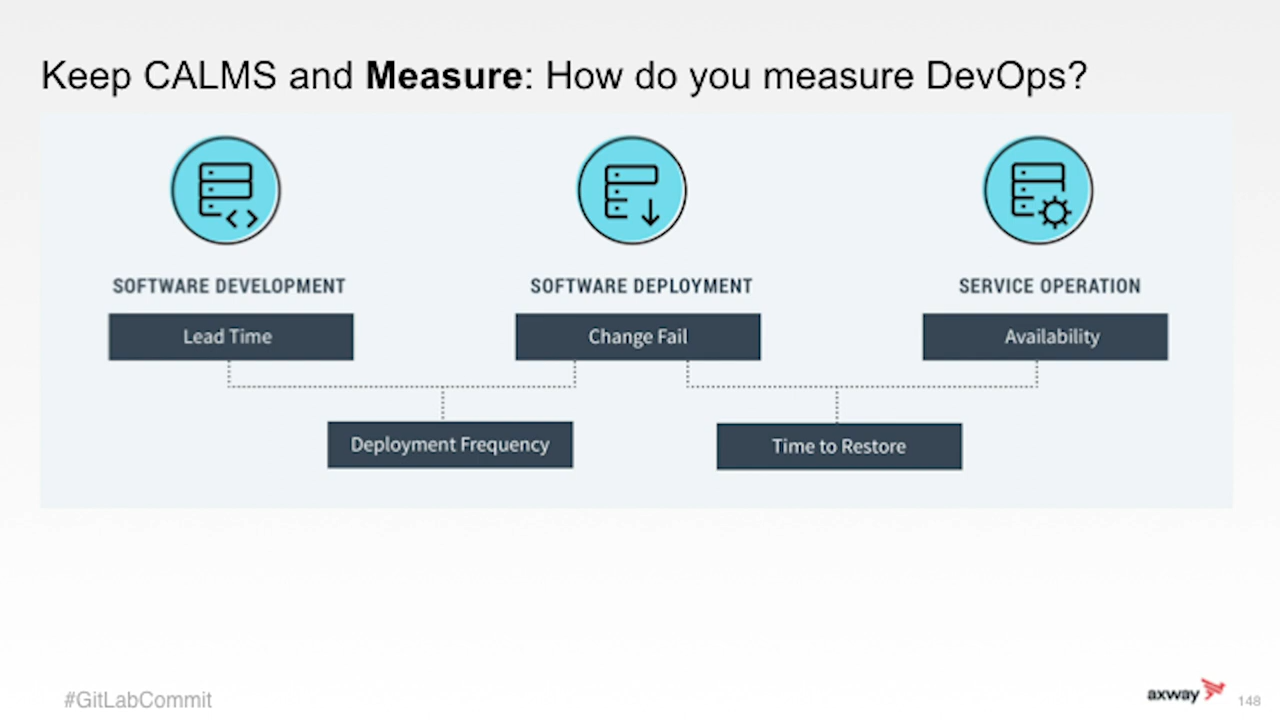 Keep CALMS and Measure: How do you measure DevOps?
SOFTWARE DEVELOPMENT
SOFTWARE DEPLOYMENT
SERVICE OPERATION
Lead Time
Change Fail
Availability
Deployment Frequency
Time to Restore
#GitLabCommit
axway
148